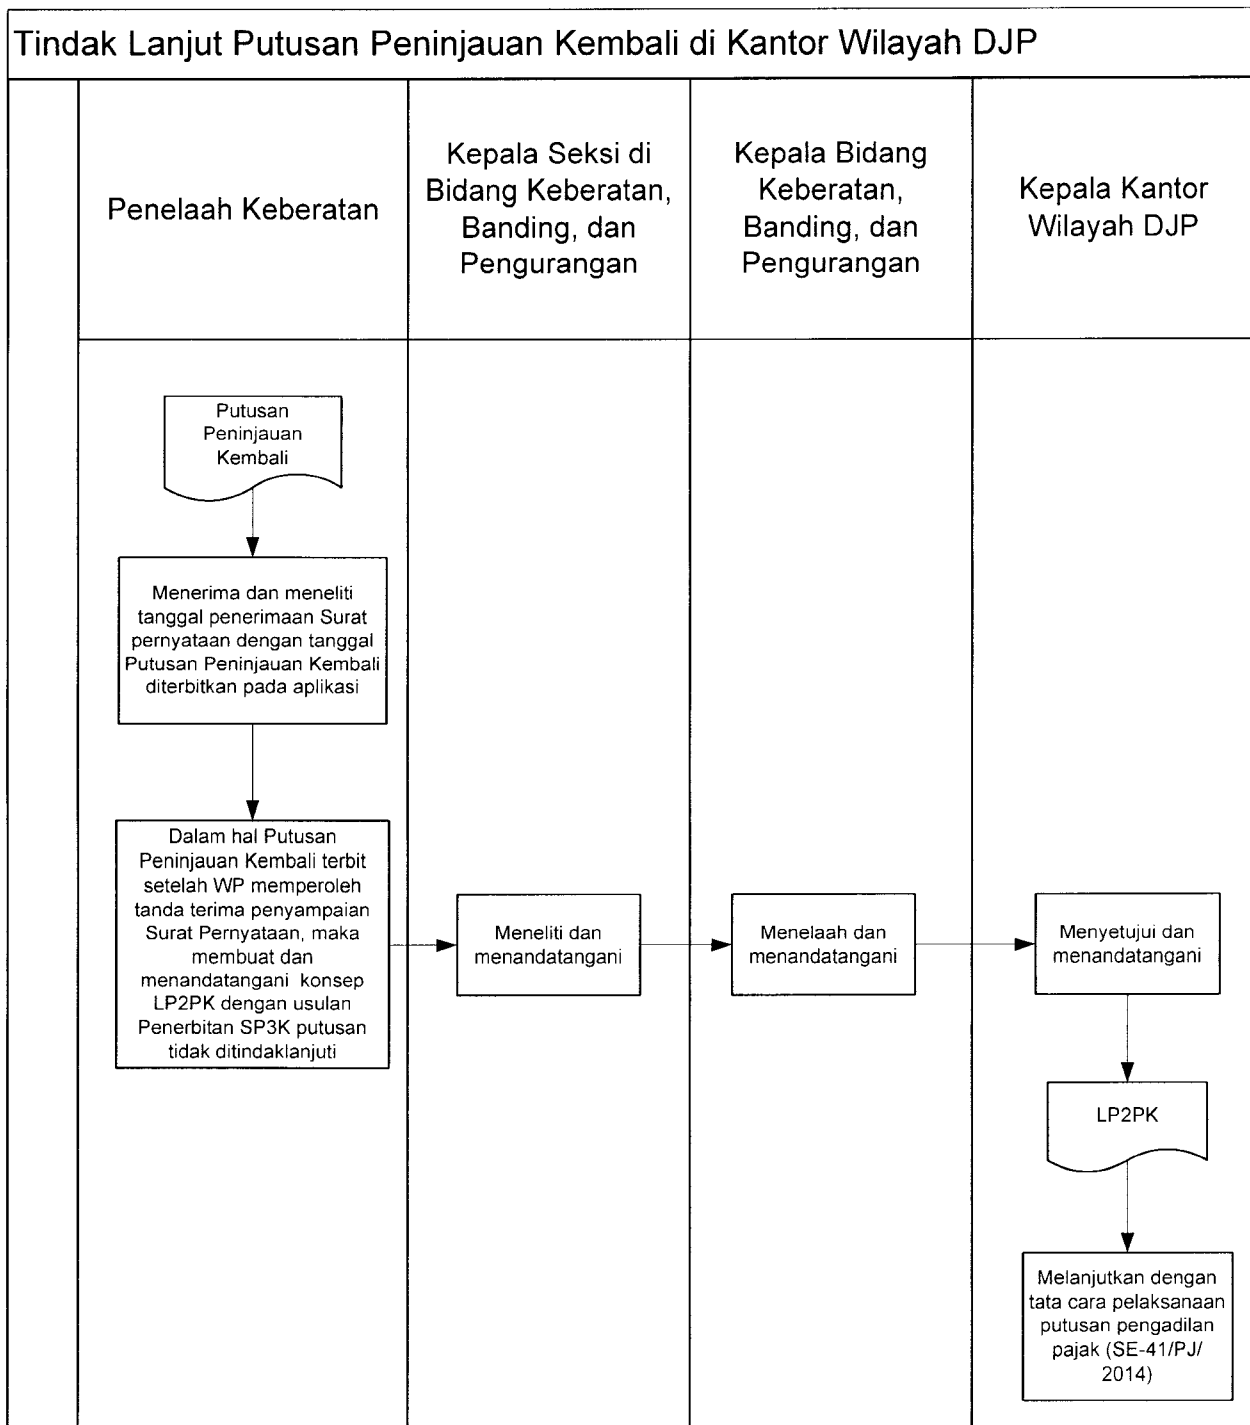 Tindak Lanjut Putusan Peninjauan Kembali di Kantor Wilayah DJP
Penelaah Keberatan
Kepala Seksi di
Bidang Keberatan,
Banding, dan
Pengurangan
Kepala Bidang
Keberatan,
Banding, dan
Pengurangan
Kepala Kantor
Wilayah DJP
Putusan
Peninjauan
Kembali
Menerima dan meneliti
tanggal penerimaan Surat
pernyataan dengan tanggal
Putusan Peninjauan Kembali
diterbitkan pada aplikasi
Dalam hal Putusan
Peninjauan Kembali terbit
setelah WP memperoleh
tanda terima penyampaian
Surat Pernyataan, maka
membuat dan
menandatangani konsep
LP2PK dengan usulan
Penerbitan SP3K putusan
tidak ditindaklanjuti
Meneliti dan
menandatangani
Menelaah dan
menandatangani
Menyetujui dan
menandatangani
LP2PK
Melanjutkan dengan
tata cara pelaksanaan
putusan pengadilan
pajak (SE-41/PJ/
2014)